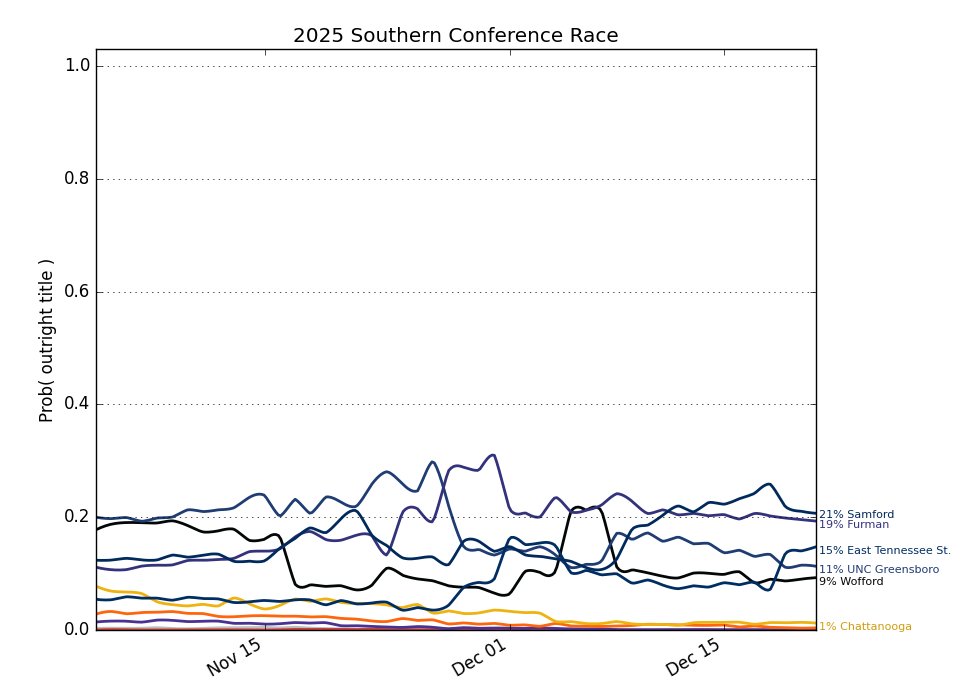 2025 Southern Conference Race
Prob( outright title )
1.0
0.8
0.6
0.4
0.2
0.0
Nov 15
Dec 01
Dec 15
21% Samford
19% Furman
15% East Tennessee St.
11% UNC Greensboro
9% Wofford
1% Chattanooga